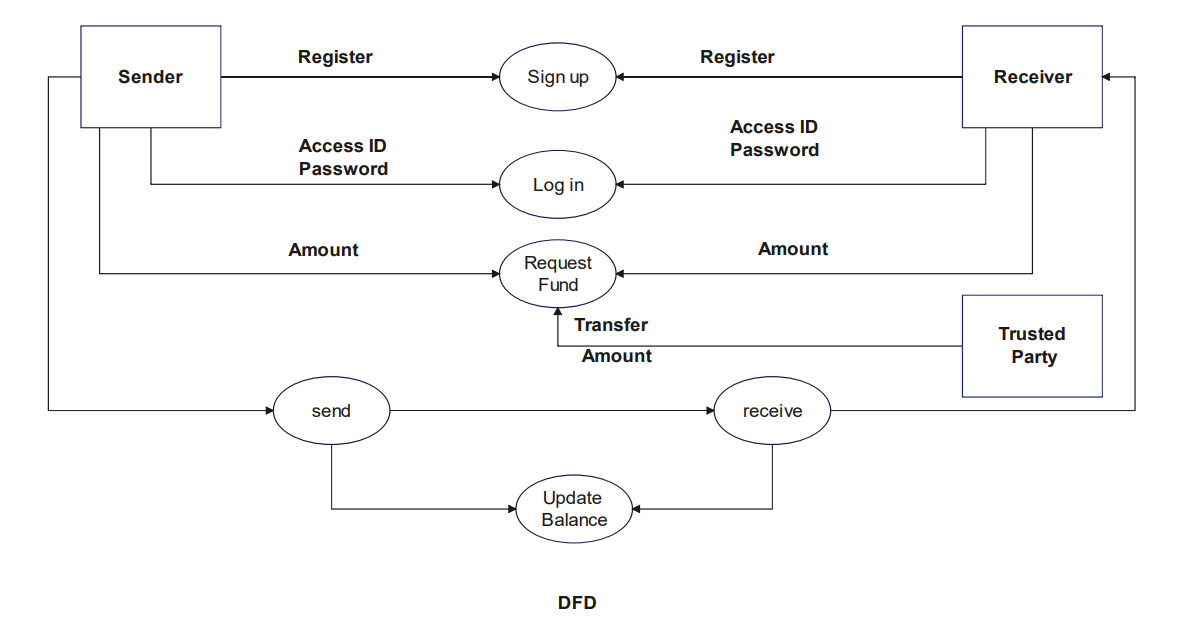 Register
Register
Sender
Sign up
Receiver
Access ID
Password
Access ID
Password
Log in
Amount
Amount
Request
Fund
Transfer
Amount
Trusted
Party
send
receive
Update
Balance
DFD